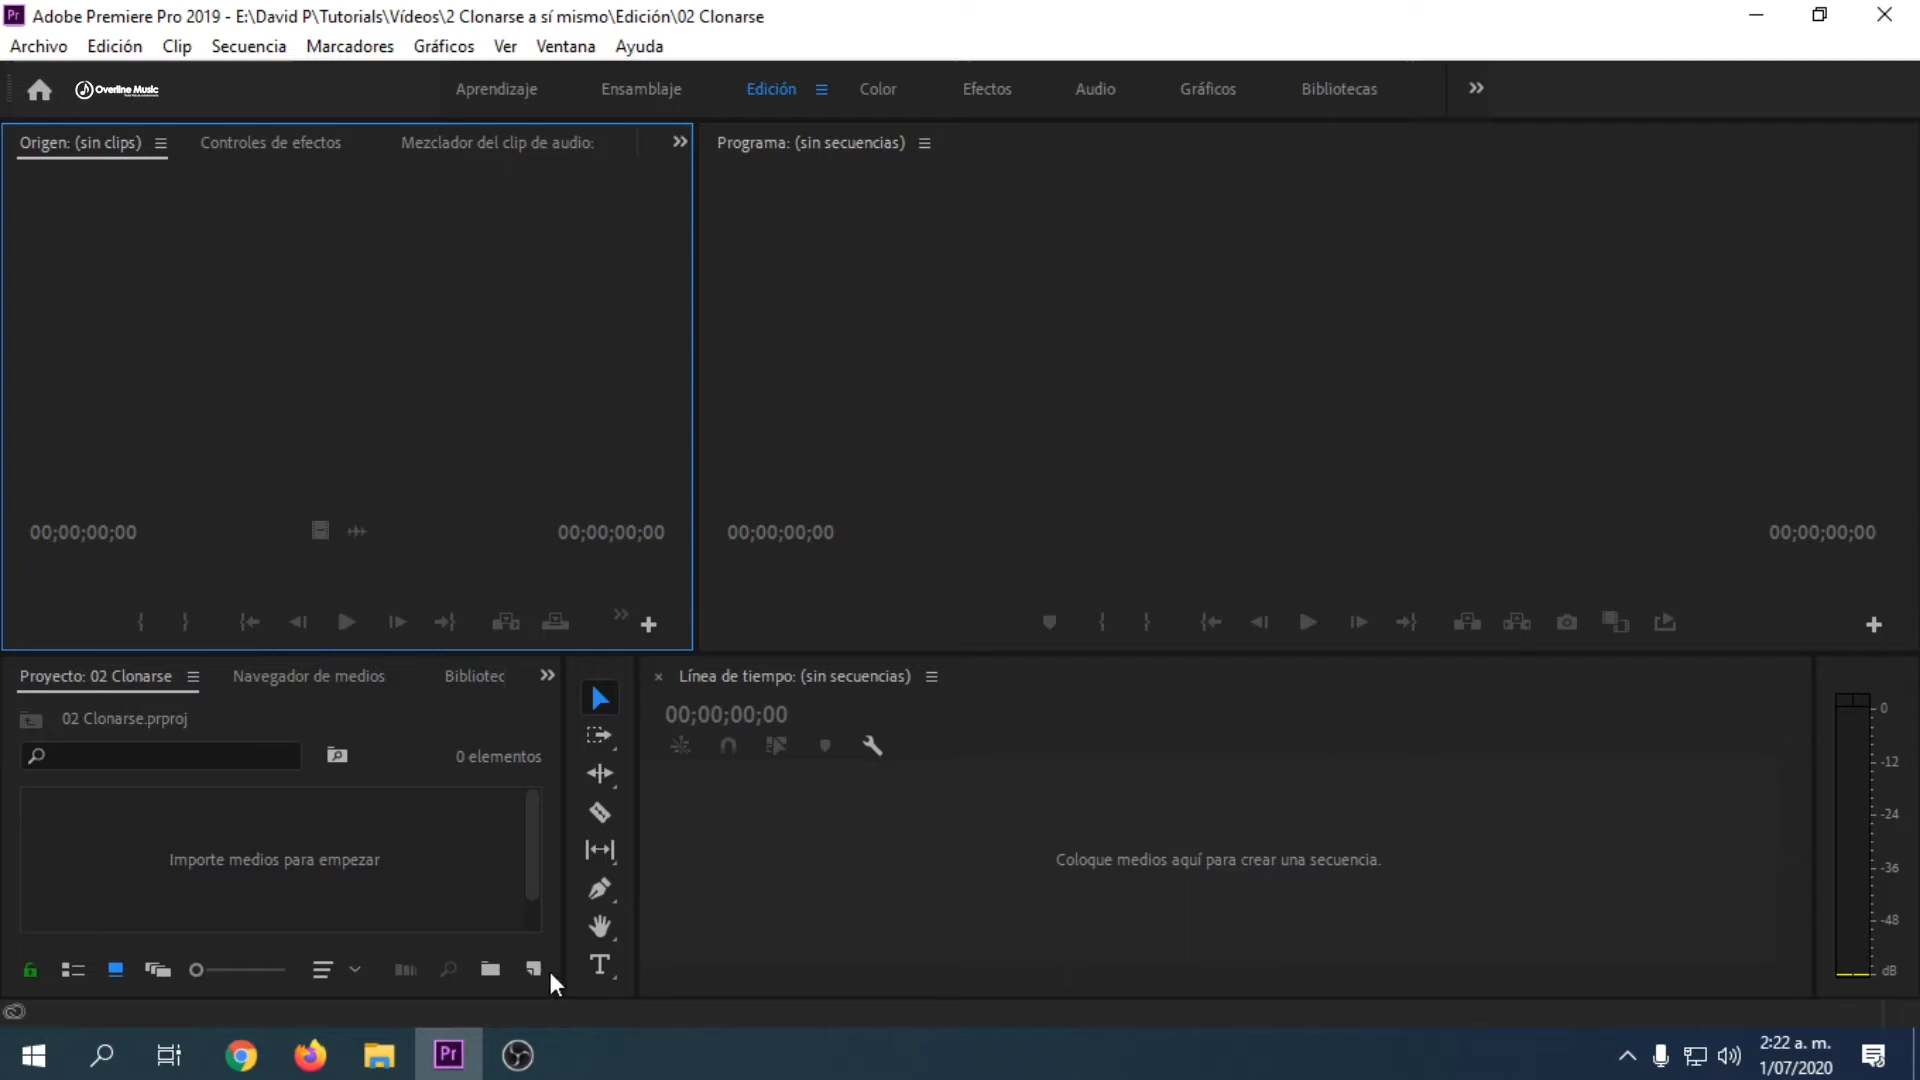 Adobe Premiere Pro 2019 - E:\David P\Tutorials\Vídeos\2 Clonarse a sí mismo\Edición\02 Clonarse
Archivo Edición Clip Secuencia Marcadores Gráficos Ver Ventana Ayuda
Overline Music Aprendizaje Ensamblaje Edición Color Efectos Audio Gráficos Bibliotecas
Origen: (sin clips) Controles de efectos Mezclador del clip de audio: Programa: (sin secuencias)
00;00;00;00 00;00;00;00 00;00;00;00 00;00;00;00
Proyecto: 02 Clonarse Navegador de medios Bibliotec Línea de tiempo: (sin secuencias)
02 Clonarse.prproj 00;00;00;00
0 elementos
Importe medios para empezar Coloque medios aquí para crear una secuencia.
0
-12
-24
-36
-48
dB
2:22 a. m.
1/07/2020